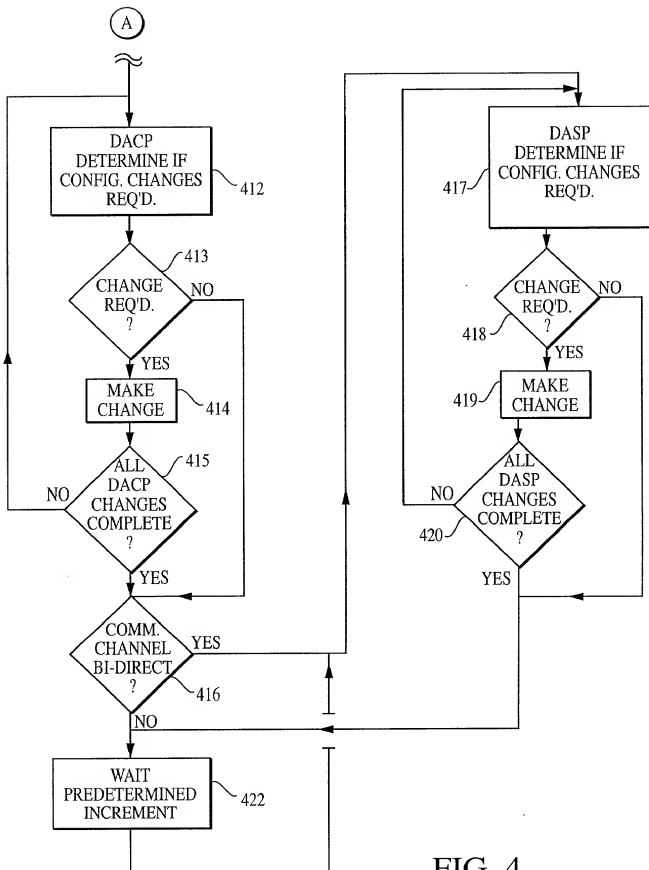 A
DACP
DETERMINE IF
CONFIG. CHANGES
REQ'D.
412
413
CHANGE
REQ'D.
?
NO
YES
MAKE
CHANGE
414
415
ALL
DACP
CHANGES
COMPLETE
?
NO
YES
COMM.
CHANNEL
BI-DIRECT
?
YES
416
NO
WAIT
PREDETERMINED
INCREMENT
422
DASP
DETERMINE IF
CONFIG. CHANGES
REQ'D.
417
CHANGE
REQ'D.
?
NO
418
YES
MAKE
CHANGE
419
ALL
DASP
CHANGES
COMPLETE
?
NO
420
YES
FIG. 4